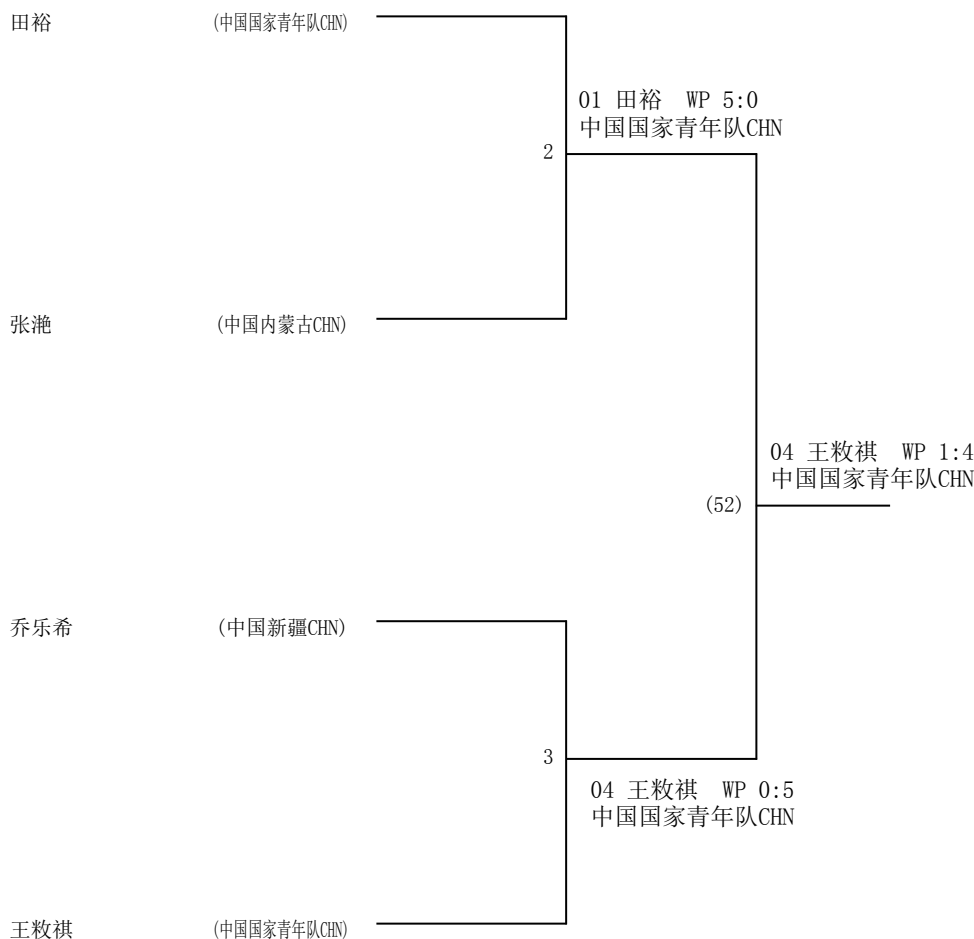 田裕 (中国国家青年队CHN)
01 田裕 WP 5:0
中国国家青年队CHN
2
张滟 (中国内蒙古CHN)
04 王敉祺 WP 1:4
中国国家青年队CHN
(52)
乔乐希 (中国新疆CHN)
3
04 王敉祺 WP 0:5
中国国家青年队CHN
王敉祺 (中国国家青年队CHN)